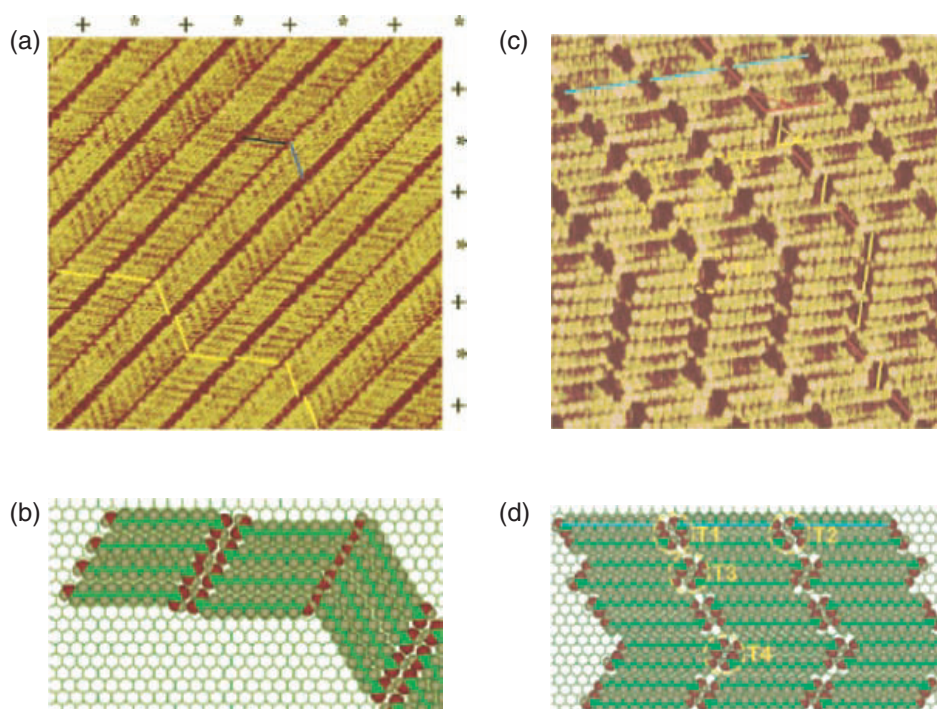 (a)
+ * + * + * + *
+
*
+
*
+
*
+
(c)
(b)
(d)
T1 T2
T3
T4